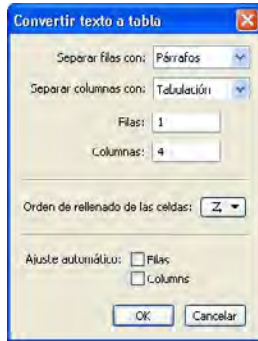 Convertir texto a tabla
Separar filas con: Párrafos
Separar columnas con: Tabulación
Filas: 1
Columnas: 4
Orden de rellenado de las celdas: Z
Ajuste automático: Filas
Columns
OK Cancelar